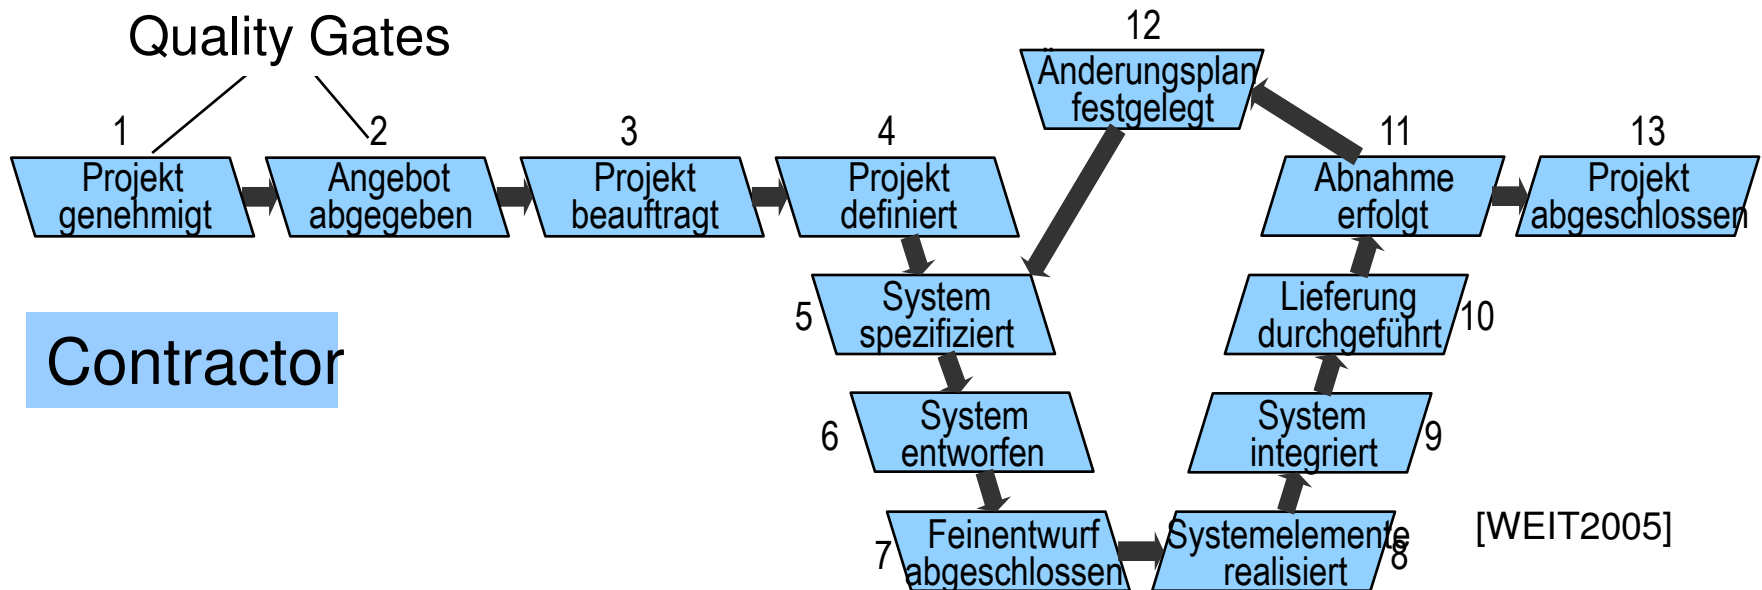 Quality Gates
1
Projekt
genehmigt
2
Angebot
abgegeben
3
Projekt
beauftragt
4
Projekt
definiert
5
System
spezifiziert
6
System
entworfen
7
Feinentwurf
abgeschlossen
8
Systemelemente
realisiert
9
System
integriert
10
Lieferung
durchgeführt
11
Abnahme
erfolgt
12
Änderungsplan
festgelegt
13
Projekt
abgeschlossen
Contractor
[WEIT2005]